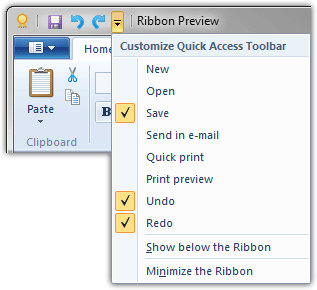 Ribbon Preview
Home
Customize Quick Access Toolbar
New
Open
Save
Send in e-mail
Quick print
Print preview
Undo
Redo
Show below the Ribbon
Minimize the Ribbon
Paste
B
Clipboard